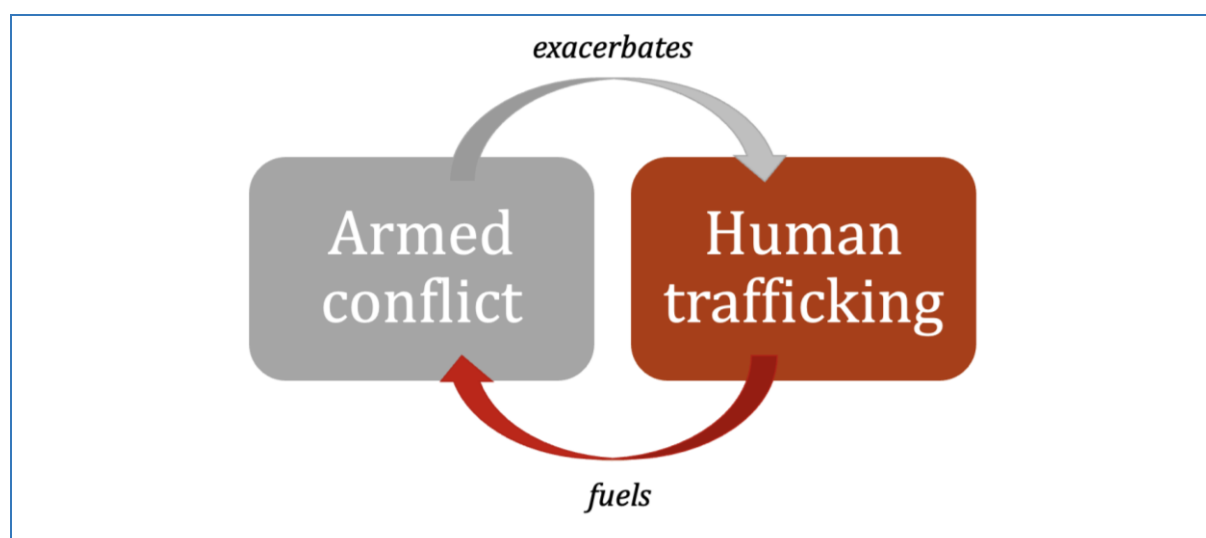 exacerbates
Armed
conflict
Human
trafficking
fuels